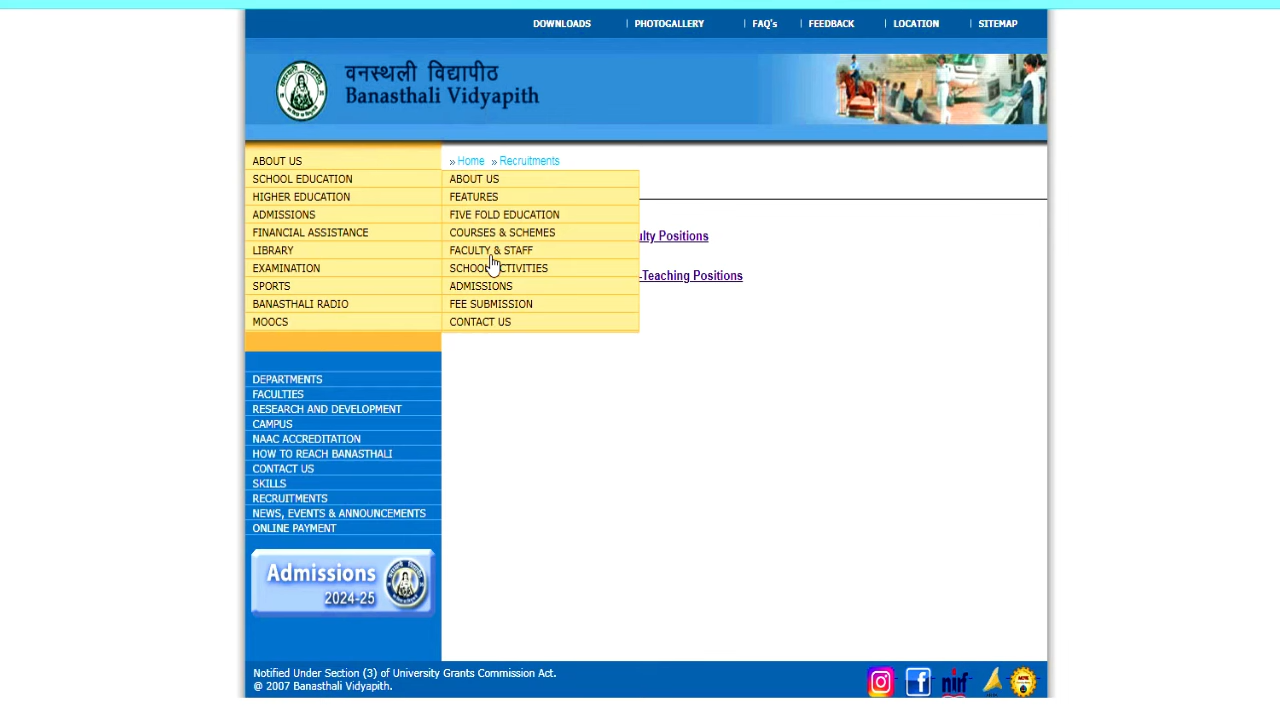 DOWNLOADS | PHOTOGALLERY | FAQ's | FEEDBACK | LOCATION | SITEMAP
वनस्थली विद्यापीठ
Banasthali Vidyapith
ABOUT US
SCHOOL EDUCATION
HIGHER EDUCATION
ADMISSIONS
FINANCIAL ASSISTANCE
LIBRARY
EXAMINATION
SPORTS
BANASTHALI RADIO
MOOCS
» Home » Recruitments
ABOUT US
FEATURES
FIVE FOLD EDUCATION
COURSES & SCHEMES
FACULTY & STAFF
SCHOOL ACTIVITIES
ADMISSIONS
FEE SUBMISSION
CONTACT US
ulty Positions
-Teaching Positions
DEPARTMENTS
FACULTIES
RESEARCH AND DEVELOPMENT
CAMPUS
NAAC ACCREDITATION
HOW TO REACH BANASTHALI
CONTACT US
SKILLS
RECRUITMENTS
NEWS, EVENTS & ANNOUNCEMENTS
ONLINE PAYMENT
Admissions
2024-25
Notified Under Section (3) of University Grants Commission Act.
@ 2007 Banasthali Vidyapith.
nirf